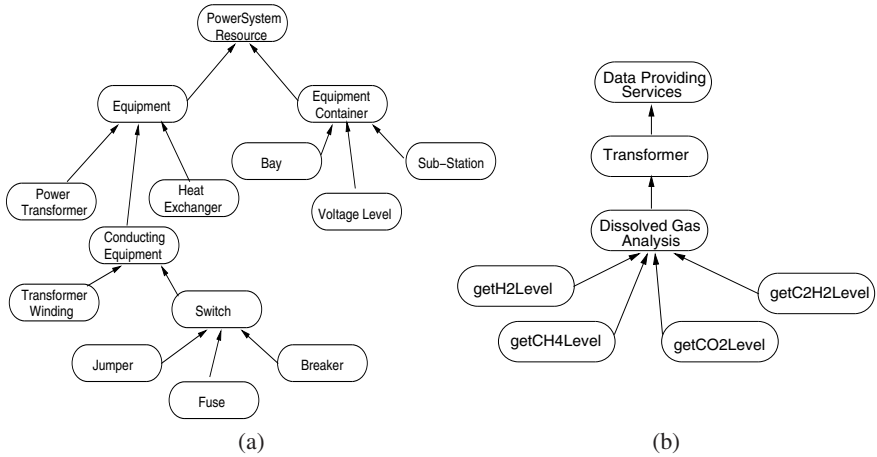 PowerSystem
Resource
Equipment
Equipment
Container
Bay
Sub-Station
Power
Transformer
Heat
Exchanger
Voltage Level
Conducting
Equipment
Transformer
Winding
Switch
Jumper
Breaker
Fuse
(a)
Data Providing
Services
Transformer
Dissolved Gas
Analysis
getH2Level
getC2H2Level
getCH4Level
getCO2Level
(b)